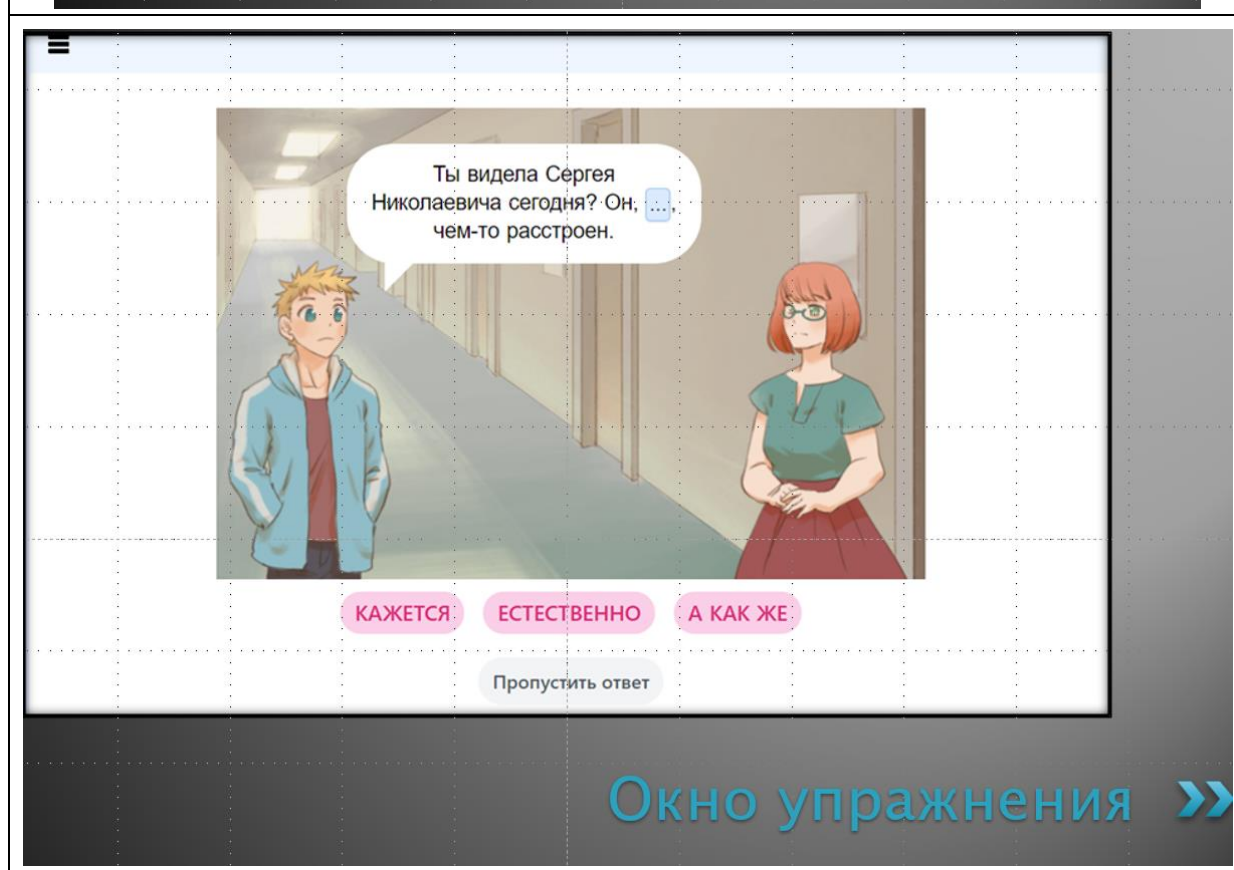 Ты видела Сергея
Николаевича сегодня? Он, ...,
чем-то расстроен.
КАЖЕТСЯ ЕСТЕСТВЕННО А КАК ЖЕ
Пропустить ответ
Окно упражнения